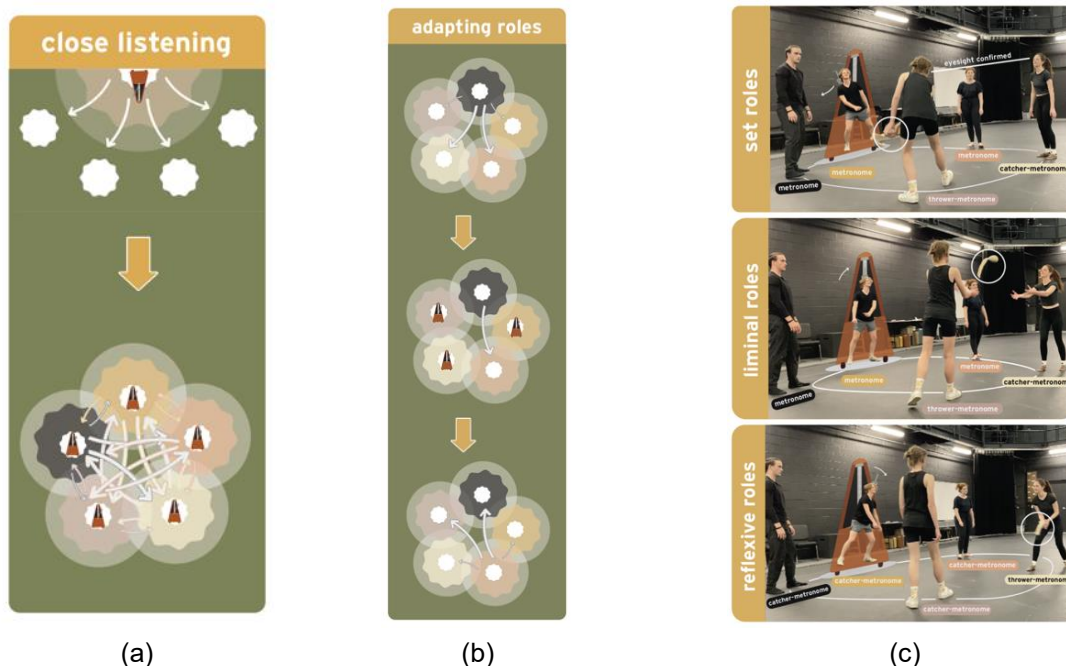 close listening
adapting roles
set roles
eyesight confirmed
metronome
metronome
metronome
catcher-metronome
thrower-metronome
liminal roles
metronome
metronome
metronome
catcher-metronome
thrower-metronome
reflexive roles
catcher-metronome
catcher-metronome
catcher-metronome
thrower-metronome
catcher-metronome
(a)
(b)
(c)